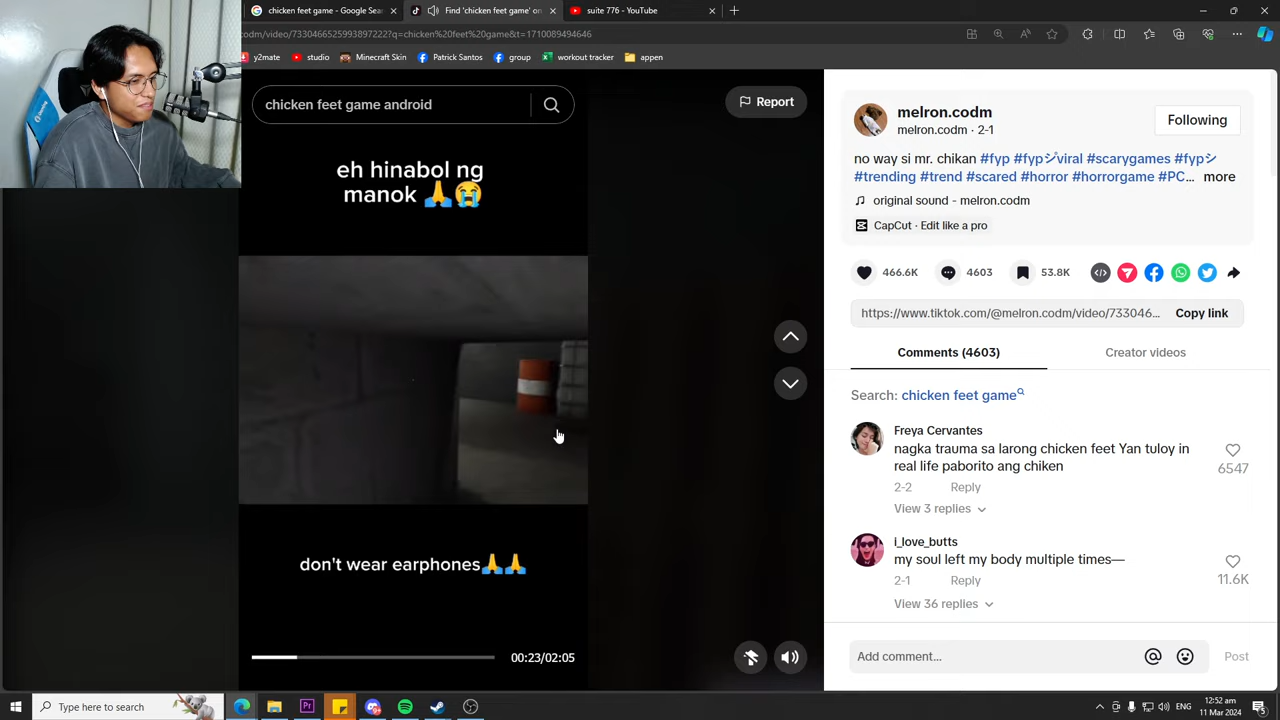 chicken feet game - Google Sear
Find 'chicken feet game' on
suite 776 - YouTube
odm/video/7330466525993897222?q=chicken%20feet%20game&t=1710089494646
y2mate
studio
Minecraft Skin
Patrick Santos
group
workout tracker
appen
chicken feet game android
Report
eh hinabol ng
manok 🙏😭
don't wear earphones🙏🙏
00:23/02:05
melron.codm
melron.codm · 2-1
Following
no way si mr. chikan #fyp #fypシ゚viral #scarygames #fypシ
#trending #trend #scared #horror #horrorgame #PC... more
original sound - melron.codm
CapCut · Edit like a pro
466.6K
4603
53.8K
https://www.tiktok.com/@melron.codm/video/733046...
Copy link
Comments (4603)
Creator videos
Search: chicken feet game
Freya Cervantes
nagka trauma sa larong chicken feet Yan tuloy in
real life paborito ang chiken
6547
2-2
Reply
View 3 replies
i_love_butts
my soul left my body multiple times—
11.6K
2-1
Reply
View 36 replies
Add comment...
Post
Type here to search
ENG
12:52 am
11 Mar 2024